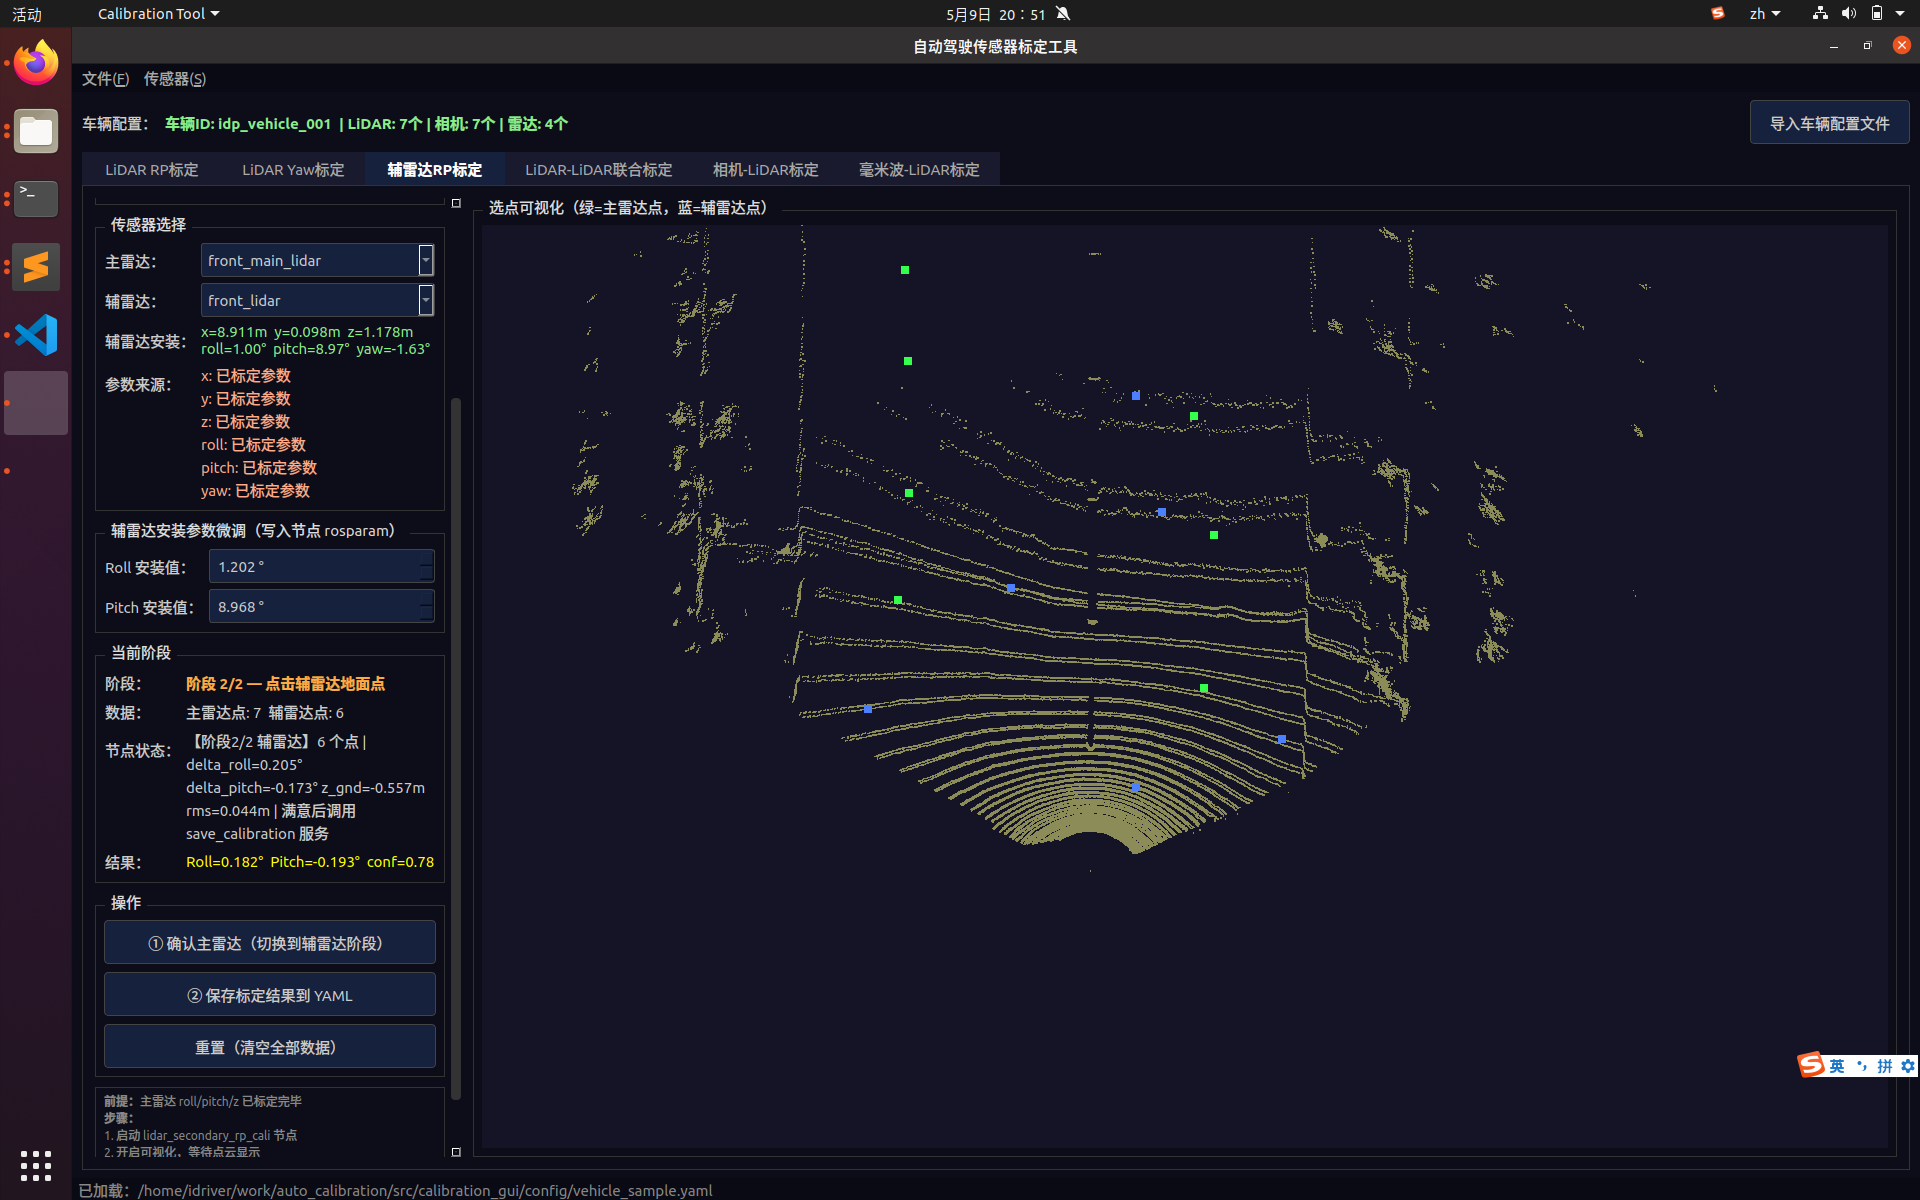 活动
Calibration Tool
5月9日 20：51
zh
自动驾驶传感器标定工具
文件(F) 传感器(S)
车辆配置： 车辆ID: idp_vehicle_001 | LiDAR: 7个 | 相机: 7个 | 雷达: 4个
导入车辆配置文件
LiDAR RP标定
LiDAR Yaw标定
辅雷达RP标定
LiDAR-LiDAR联合标定
相机-LiDAR标定
毫米波-LiDAR标定
传感器选择
主雷达： front_main_lidar
辅雷达： front_lidar
辅雷达安装： x=8.911m y=0.098m z=1.178m
roll=1.00° pitch=8.97° yaw=-1.63°
参数来源： x: 已标定参数
y: 已标定参数
z: 已标定参数
roll: 已标定参数
pitch: 已标定参数
yaw: 已标定参数
辅雷达安装参数微调（写入节点 rosparam）
Roll 安装值： 1.202 °
Pitch 安装值： 8.968 °
当前阶段
阶段： 阶段 2/2 — 点击辅雷达地面点
数据： 主雷达点: 7 辅雷达点: 6
节点状态： 【阶段2/2 辅雷达】6 个点 |
delta_roll=0.205°
delta_pitch=-0.173° z_gnd=-0.557m
rms=0.044m | 满意后调用
save_calibration 服务
结果： Roll=0.182° Pitch=-0.193° conf=0.78
操作
① 确认主雷达（切换到辅雷达阶段）
② 保存标定结果到 YAML
重置（清空全部数据）
前提：主雷达 roll/pitch/z 已标定完毕
步骤：
1. 启动 lidar_secondary_rp_cali 节点
2. 开启可视化，等待点云显示
选点可视化（绿=主雷达点，蓝=辅雷达点）
英 拼
已加载：/home/idriver/work/auto_calibration/src/calibration_gui/config/vehicle_sample.yaml